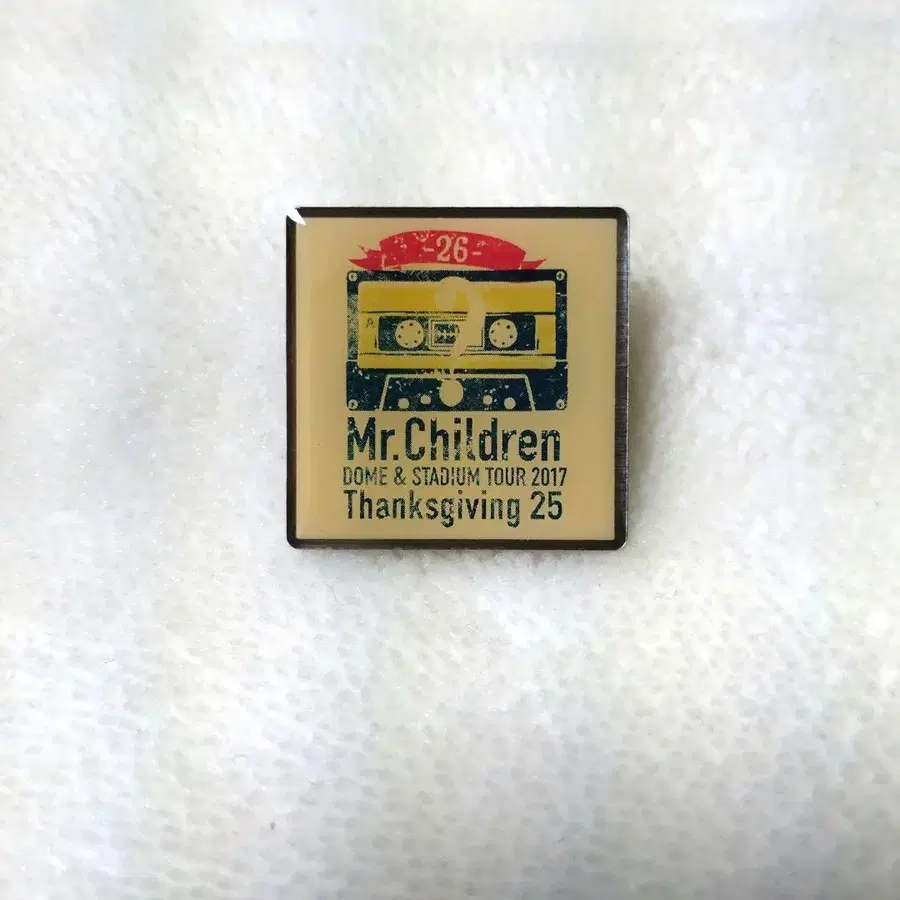 -26-
A
Mr.Children
DOME & STADIUM TOUR 2017
Thanksgiving 25